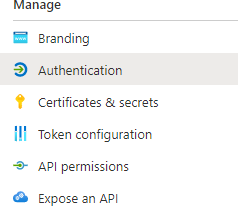 Manage
Branding
Authentication
Certificates & secrets
Token configuration
API permissions
Expose an API